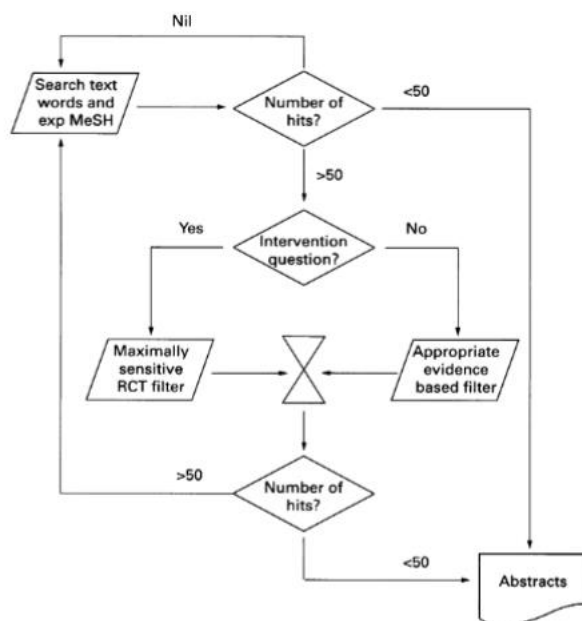 Nil
Search text
words and
exp MeSH
Number of
hits?
<50
>50
Yes
Intervention
question?
No
Maximally
sensitive
RCT filter
Appropriate
evidence
based filter
>50
Number of
hits?
<50
Abstracts